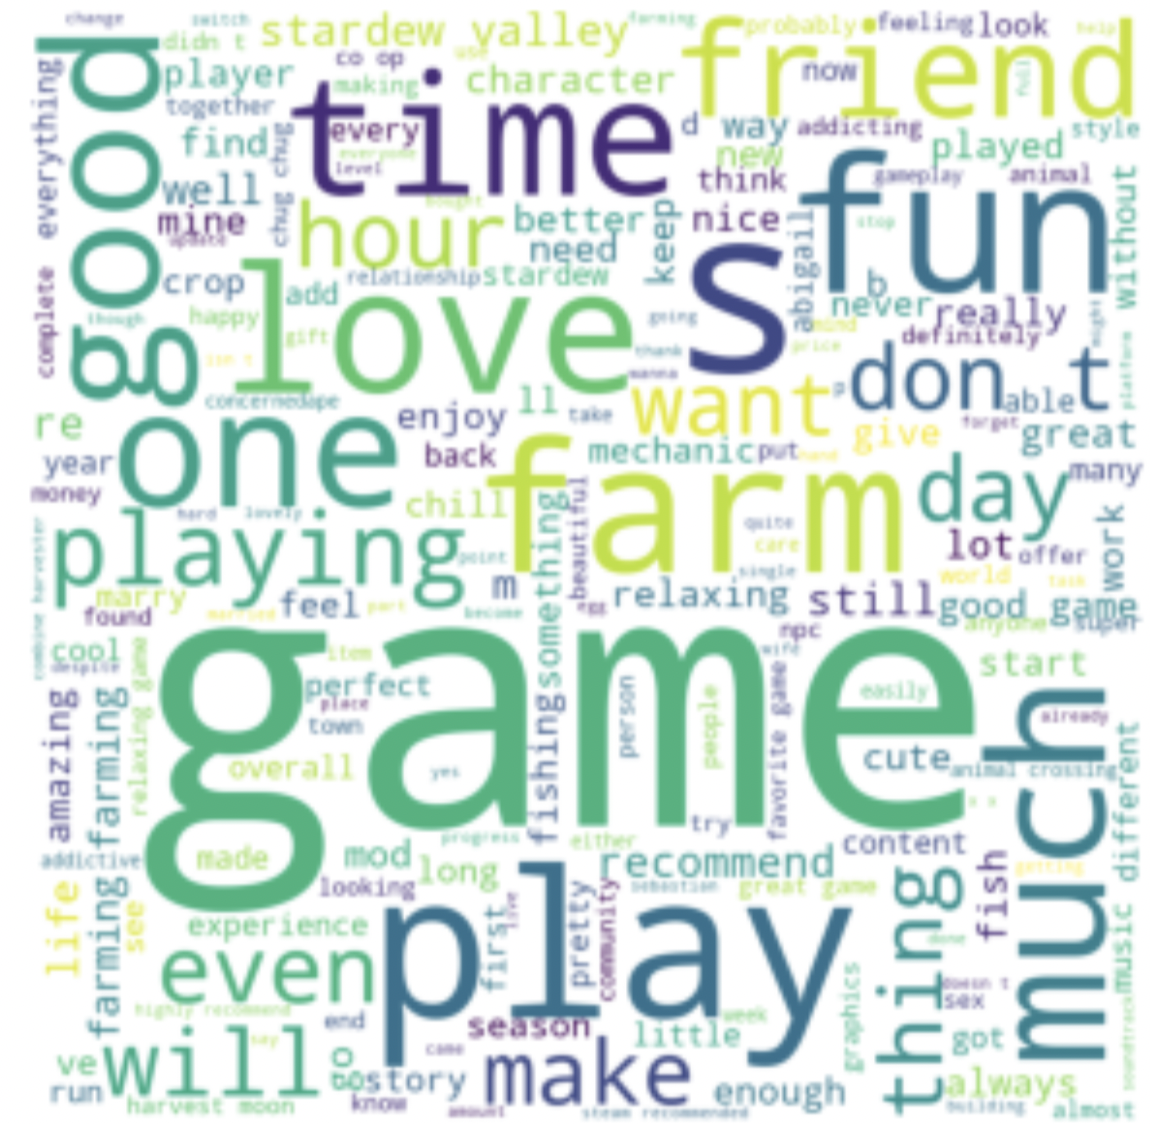 change
switch
stardew valley
farming
friend
probably
feeling
look
help
good
didn t
co op
use
player
making
character
now
full
together
time
every
d
way
addicting
style
everything
find
chug chug
everyone
level
new
played
well
think
fun
gameplay
animal
mine
bought
hour
better
keep
nice
stop
without
update
need
s
abigail
crop
relationship
stardew
b
never
really
complete
add
love
going
mind
definitely
might
though
happy
gift
thank
price
platform
isn t
wanna
concernedape
ll
take
want
g
don t
able
re
one
enjoy
give
forget
great
year
back
mechanic
put
hand
farm
day
many
money
chill
hard
lovely
something
beautiful
quite
work
playing
point
care
lot
offer
combine harvester
m
single
world
task
marry
feel
part
become
egg
relaxing
still
good game
found
married
npc
anyone
super
cool
game
wife
start
despite
relaxing game
item
perfect
easily
amazing
farming farming
place
person
people
favorite game
much
already
town
fishing
cute
animal crossing
different
overall
yes
x x
progress
try
either
content
addictive
made
mod
long
recommend
getting
looking
sebastian
great game
thing
fish
life
see
live
pretty
community
experience
first
done
music
even
play
graphics
doesn t
sex
highly recommend
end
season
week
say
little
got
soundtrack
ve
will
go
came
make
run
story
enough
always
harvest moon
know
amount
steam recommended
building
almost